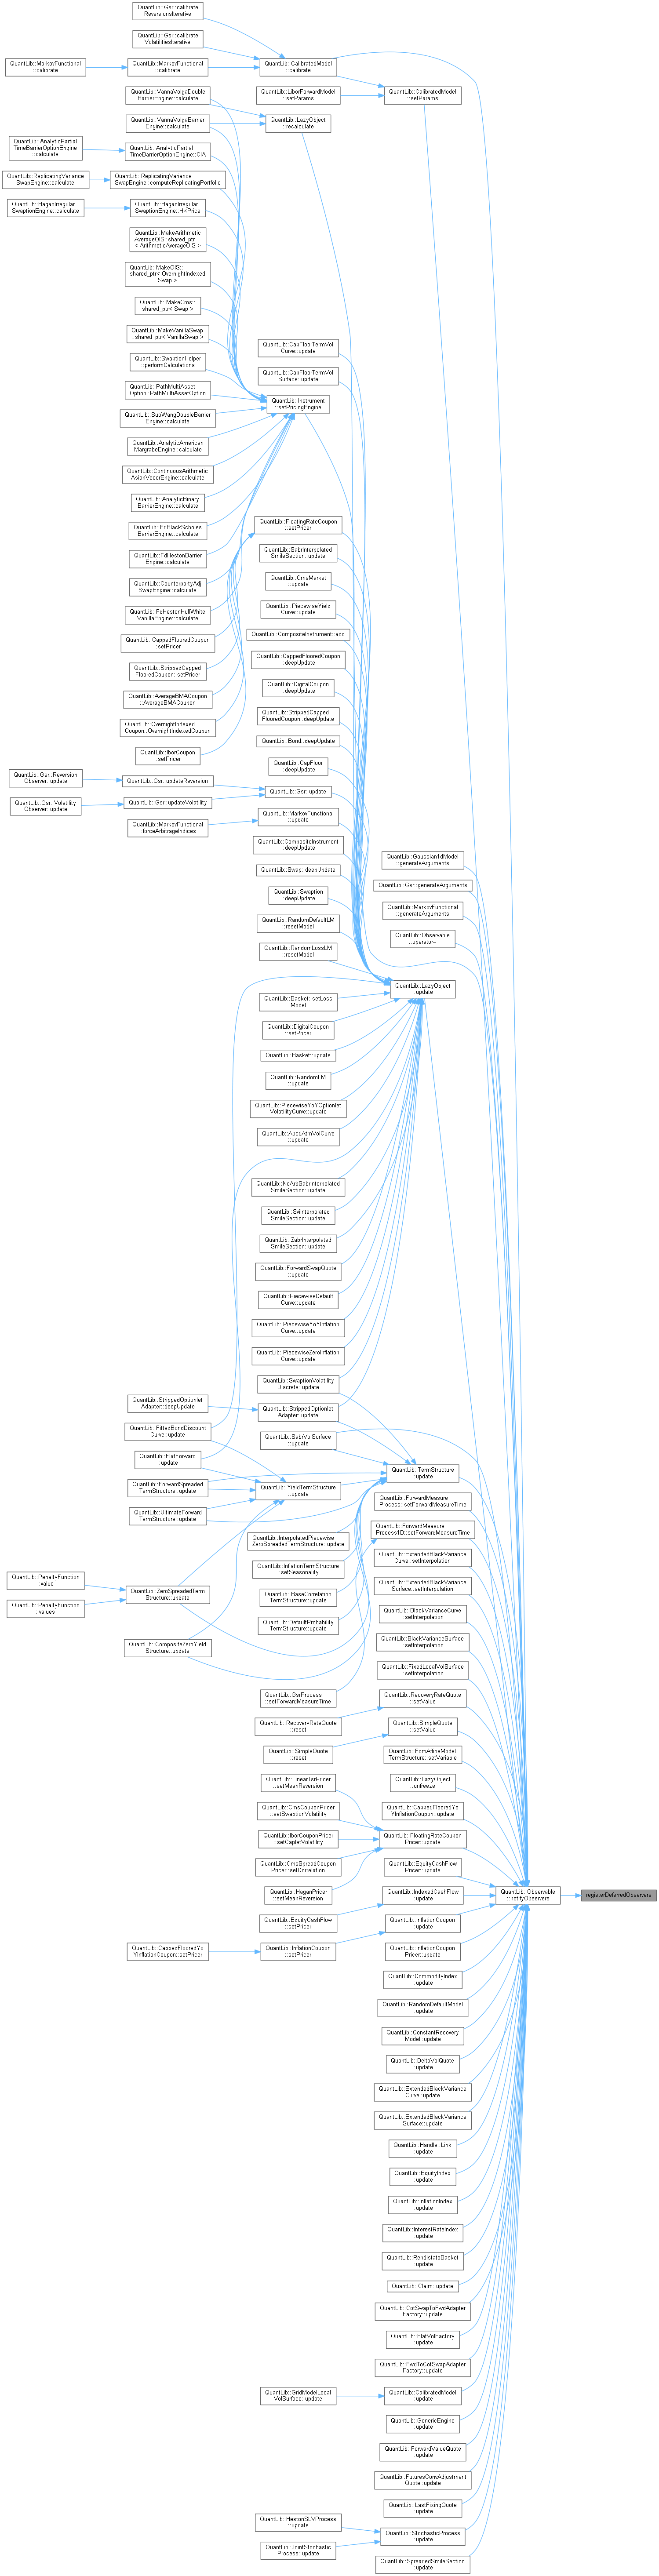 QuantLib::Gsr::calibrate
ReversionsIterative
QuantLib::Gsr::calibrate
VolatilitiesIterative
QuantLib::MarkovFunctional
::calibrate
QuantLib::MarkovFunctional
::calibrate
QuantLib::CalibratedModel
::calibrate
QuantLib::VannaVolgaDouble
BarrierEngine::calculate
QuantLib::LiborForwardModel
::setParams
QuantLib::CalibratedModel
::setParams
QuantLib::VannaVolgaBarrier
Engine::calculate
QuantLib::LazyObject
::recalculate
QuantLib::AnalyticPartial
TimeBarrierOptionEngine
::calculate
QuantLib::AnalyticPartial
TimeBarrierOptionEngine::CIA
QuantLib::ReplicatingVariance
SwapEngine::calculate
QuantLib::ReplicatingVariance
SwapEngine::computeReplicatingPortfolio
QuantLib::HaganIrregular
SwaptionEngine::calculate
QuantLib::HaganIrregular
SwaptionEngine::HKPrice
QuantLib::MakeArithmetic
AverageOIS::shared_ptr
< ArithmeticAverageOIS >
QuantLib::MakeOIS::
shared_ptr< OvernightIndexed
Swap >
QuantLib::MakeCms::
shared_ptr< Swap >
QuantLib::MakeVanillaSwap
::shared_ptr< VanillaSwap >
QuantLib::CapFloorTermVol
Curve::update
QuantLib::SwaptionHelper
::performCalculations
QuantLib::CapFloorTermVol
Surface::update
QuantLib::PathMultiAsset
Option::PathMultiAssetOption
QuantLib::Instrument
::setPricingEngine
QuantLib::SuoWangDoubleBarrier
Engine::calculate
QuantLib::AnalyticAmerican
MargrabeEngine::calculate
QuantLib::ContinuousArithmetic
AsianVecerEngine::calculate
QuantLib::AnalyticBinary
BarrierEngine::calculate
QuantLib::FdBlackScholes
BarrierEngine::calculate
QuantLib::FloatingRateCoupon
::setPricer
QuantLib::FdHestonBarrier
Engine::calculate
QuantLib::SabrInterpolated
SmileSection::update
QuantLib::CounterpartyAdj
SwapEngine::calculate
QuantLib::CmsMarket
::update
QuantLib::FdHestonHullWhite
VanillaEngine::calculate
QuantLib::PiecewiseYield
Curve::update
QuantLib::CappedFlooredCoupon
::setPricer
QuantLib::CompositeInstrument::add
QuantLib::StrippedCapped
FlooredCoupon::setPricer
QuantLib::CappedFlooredCoupon
::deepUpdate
QuantLib::AverageBMACoupon
::AverageBMACoupon
QuantLib::DigitalCoupon
::deepUpdate
QuantLib::OvernightIndexed
Coupon::OvernightIndexedCoupon
QuantLib::StrippedCapped
FlooredCoupon::deepUpdate
QuantLib::IborCoupon
::setPricer
QuantLib::Bond::deepUpdate
QuantLib::CapFloor
::deepUpdate
QuantLib::Gsr::Reversion
Observer::update
QuantLib::Gsr::updateReversion
QuantLib::Gsr::update
QuantLib::Gsr::Volatility
Observer::update
QuantLib::Gsr::updateVolatility
QuantLib::MarkovFunctional
::update
QuantLib::MarkovFunctional
::forceArbitrageIndices
QuantLib::CompositeInstrument
::deepUpdate
QuantLib::Gaussian1dModel
::generateArguments
QuantLib::Swap::deepUpdate
QuantLib::Gsr::generateArguments
QuantLib::Swaption
::deepUpdate
QuantLib::MarkovFunctional
::generateArguments
QuantLib::RandomDefaultLM
::resetModel
QuantLib::Observable
::operator=
QuantLib::RandomLossLM
::resetModel
QuantLib::LazyObject
::update
QuantLib::Basket::setLoss
Model
QuantLib::DigitalCoupon
::setPricer
QuantLib::Basket::update
QuantLib::RandomLM
::update
QuantLib::PiecewiseYoYOptionlet
VolatilityCurve::update
QuantLib::AbcdAtmVolCurve
::update
QuantLib::NoArbSabrInterpolated
SmileSection::update
QuantLib::SviInterpolated
SmileSection::update
QuantLib::ZabrInterpolated
SmileSection::update
QuantLib::ForwardSwapQuote
::update
QuantLib::PiecewiseDefault
Curve::update
QuantLib::PiecewiseYoYInflation
Curve::update
QuantLib::PiecewiseZeroInflation
Curve::update
QuantLib::SwaptionVolatility
Discrete::update
QuantLib::StrippedOptionlet
Adapter::deepUpdate
QuantLib::StrippedOptionlet
Adapter::update
QuantLib::FittedBondDiscount
Curve::update
QuantLib::SabrVolSurface
::update
QuantLib::FlatForward
::update
QuantLib::TermStructure
::update
QuantLib::ForwardSpreaded
TermStructure::update
QuantLib::YieldTermStructure
::update
QuantLib::ForwardMeasure
Process::setForwardMeasureTime
QuantLib::UltimateForward
TermStructure::update
QuantLib::ForwardMeasure
Process1D::setForwardMeasureTime
QuantLib::InterpolatedPiecewise
ZeroSpreadedTermStructure::update
QuantLib::ExtendedBlackVariance
Curve::setInterpolation
QuantLib::InflationTermStructure
::setSeasonality
QuantLib::PenaltyFunction
::value
QuantLib::ExtendedBlackVariance
Surface::setInterpolation
QuantLib::ZeroSpreadedTerm
Structure::update
QuantLib::BaseCorrelation
TermStructure::update
QuantLib::PenaltyFunction
::values
QuantLib::BlackVarianceCurve
::setInterpolation
QuantLib::DefaultProbability
TermStructure::update
QuantLib::BlackVarianceSurface
::setInterpolation
QuantLib::CompositeZeroYield
Structure::update
QuantLib::FixedLocalVolSurface
::setInterpolation
QuantLib::GsrProcess
::setForwardMeasureTime
QuantLib::RecoveryRateQuote
::setValue
QuantLib::RecoveryRateQuote
::reset
QuantLib::SimpleQuote
::setValue
QuantLib::SimpleQuote
::reset
QuantLib::FdmAffineModel
TermStructure::setVariable
QuantLib::LinearTsrPricer
::setMeanReversion
QuantLib::LazyObject
::unfreeze
QuantLib::CmsCouponPricer
::setSwaptionVolatility
QuantLib::CappedFlooredYo
YInflationCoupon::update
QuantLib::IborCouponPricer
::setCapletVolatility
QuantLib::FloatingRateCoupon
Pricer::update
QuantLib::CmsSpreadCoupon
Pricer::setCorrelation
QuantLib::EquityCashFlow
Pricer::update
QuantLib::HaganPricer
::setMeanReversion
QuantLib::IndexedCashFlow
::update
QuantLib::Observable
::notifyObservers
registerDeferredObservers
QuantLib::EquityCashFlow
::setPricer
QuantLib::InflationCoupon
::update
QuantLib::CappedFlooredYo
YInflationCoupon::setPricer
QuantLib::InflationCoupon
::setPricer
QuantLib::InflationCoupon
Pricer::update
QuantLib::CommodityIndex
::update
QuantLib::RandomDefaultModel
::update
QuantLib::ConstantRecovery
Model::update
QuantLib::DeltaVolQuote
::update
QuantLib::ExtendedBlackVariance
Curve::update
QuantLib::ExtendedBlackVariance
Surface::update
QuantLib::Handle::Link
::update
QuantLib::EquityIndex
::update
QuantLib::InflationIndex
::update
QuantLib::InterestRateIndex
::update
QuantLib::RendistatoBasket
::update
QuantLib::Claim::update
QuantLib::CotSwapToFwdAdapter
Factory::update
QuantLib::FlatVolFactory
::update
QuantLib::FwdToCotSwapAdapter
Factory::update
QuantLib::GridModelLocal
VolSurface::update
QuantLib::CalibratedModel
::update
QuantLib::GenericEngine
::update
QuantLib::ForwardValueQuote
::update
QuantLib::FuturesConvAdjustment
Quote::update
QuantLib::LastFixingQuote
::update
QuantLib::HestonSLVProcess
::update
QuantLib::StochasticProcess
::update
QuantLib::JointStochastic
Process::update
QuantLib::SpreadedSmileSection
::update